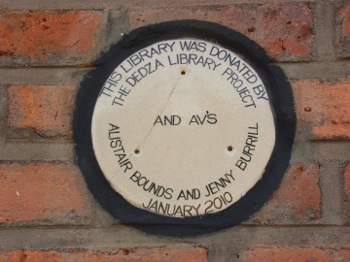 THIS LIBRARY WAS DONATED BY
THE DEDZA LIBRARY PROJECT
AND AV'S
ALISTAIR BOUNDS AND JENNY BURRILL
JANUARY 2010